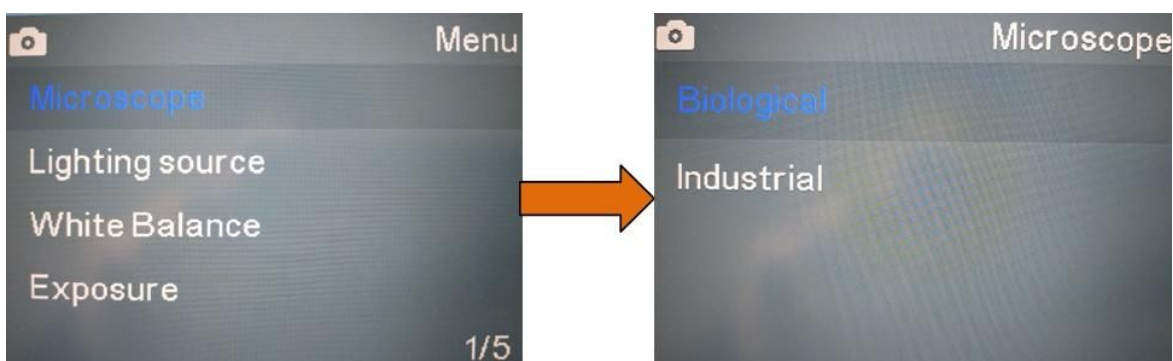 Menu
Microscope
Lighting source
White Balance
Exposure
1/5
Microscope
Biological
Industrial